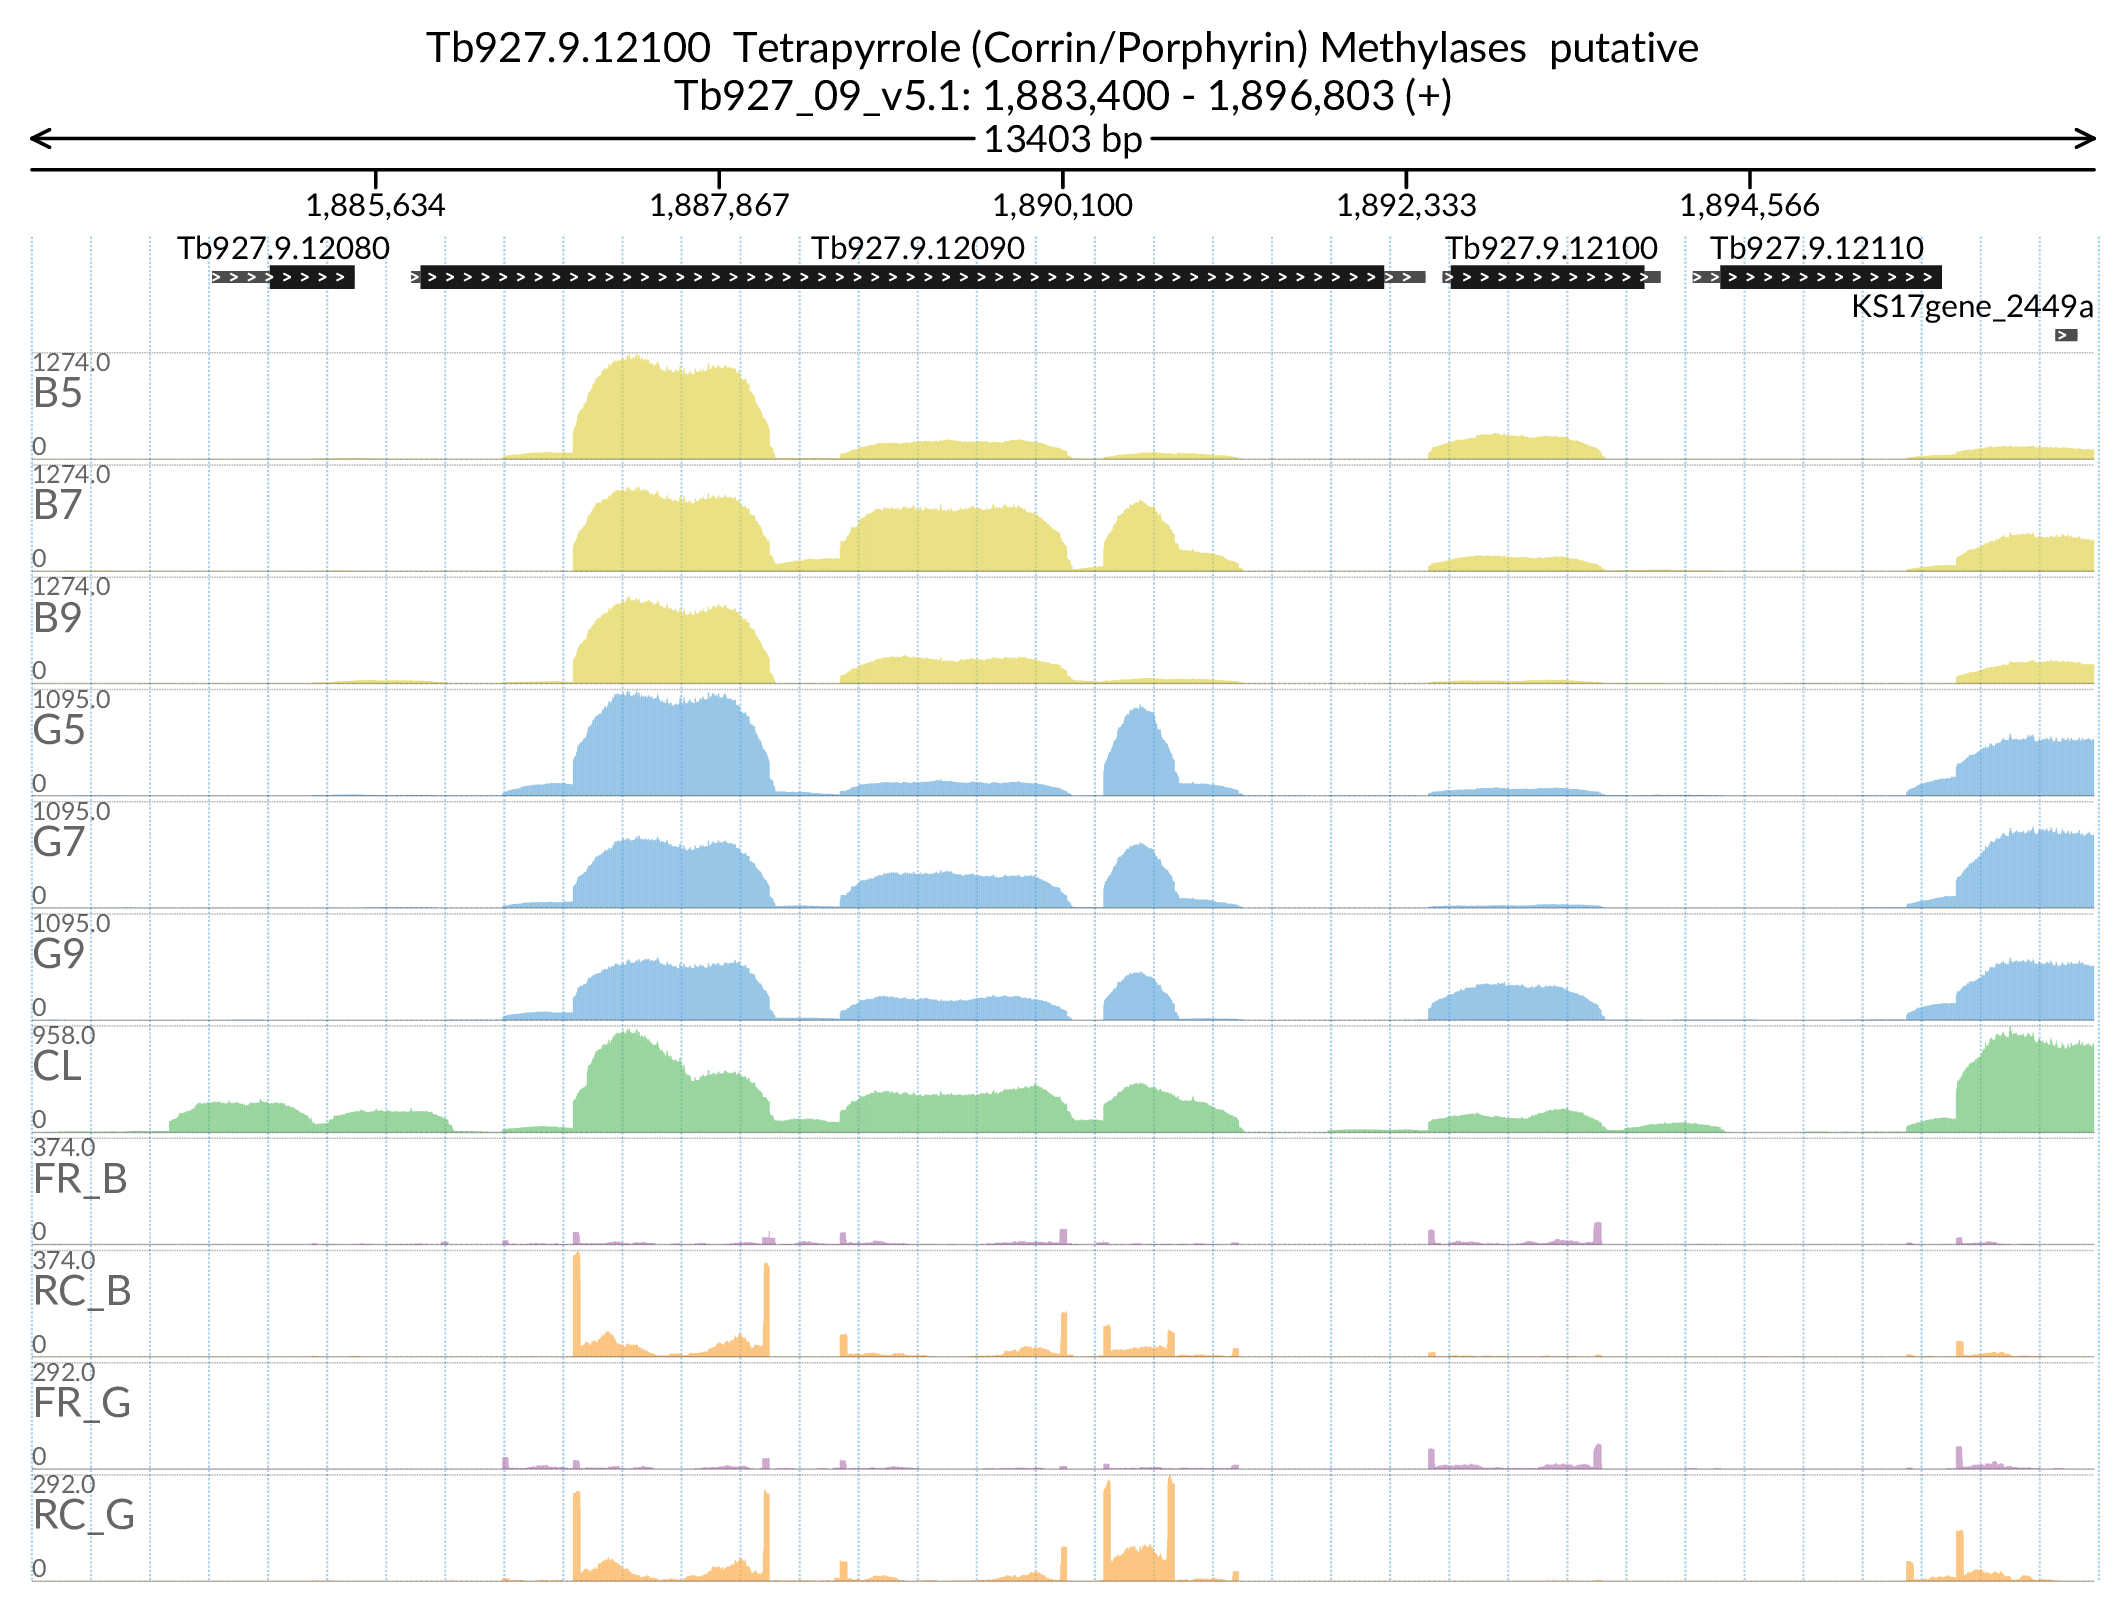 Tb927.9.12100 Tetrapyrrole (Corrin/Porphyrin) Methylases putative
Tb927_09_v5.1: 1,883,400 - 1,896,803 (+)
13403 bp
1,885,634 1,887,867 1,890,100 1,892,333 1,894,566
Tb927.9.12080 Tb927.9.12090 Tb927.9.12100 Tb927.9.12110
KS17gene_2449a
1274.0
B5
0
1274.0
B7
0
1274.0
B9
0
1095.0
G5
0
1095.0
G7
0
1095.0
G9
0
958.0
CL
0
374.0
FR_B
0
374.0
RC_B
0
292.0
FR_G
0
292.0
RC_G
0